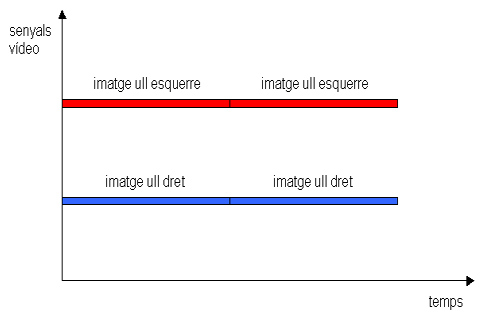 senyals
vídeo
imatge ull esquerre
imatge ull esquerre
imatge ull dret
imatge ull dret
temps